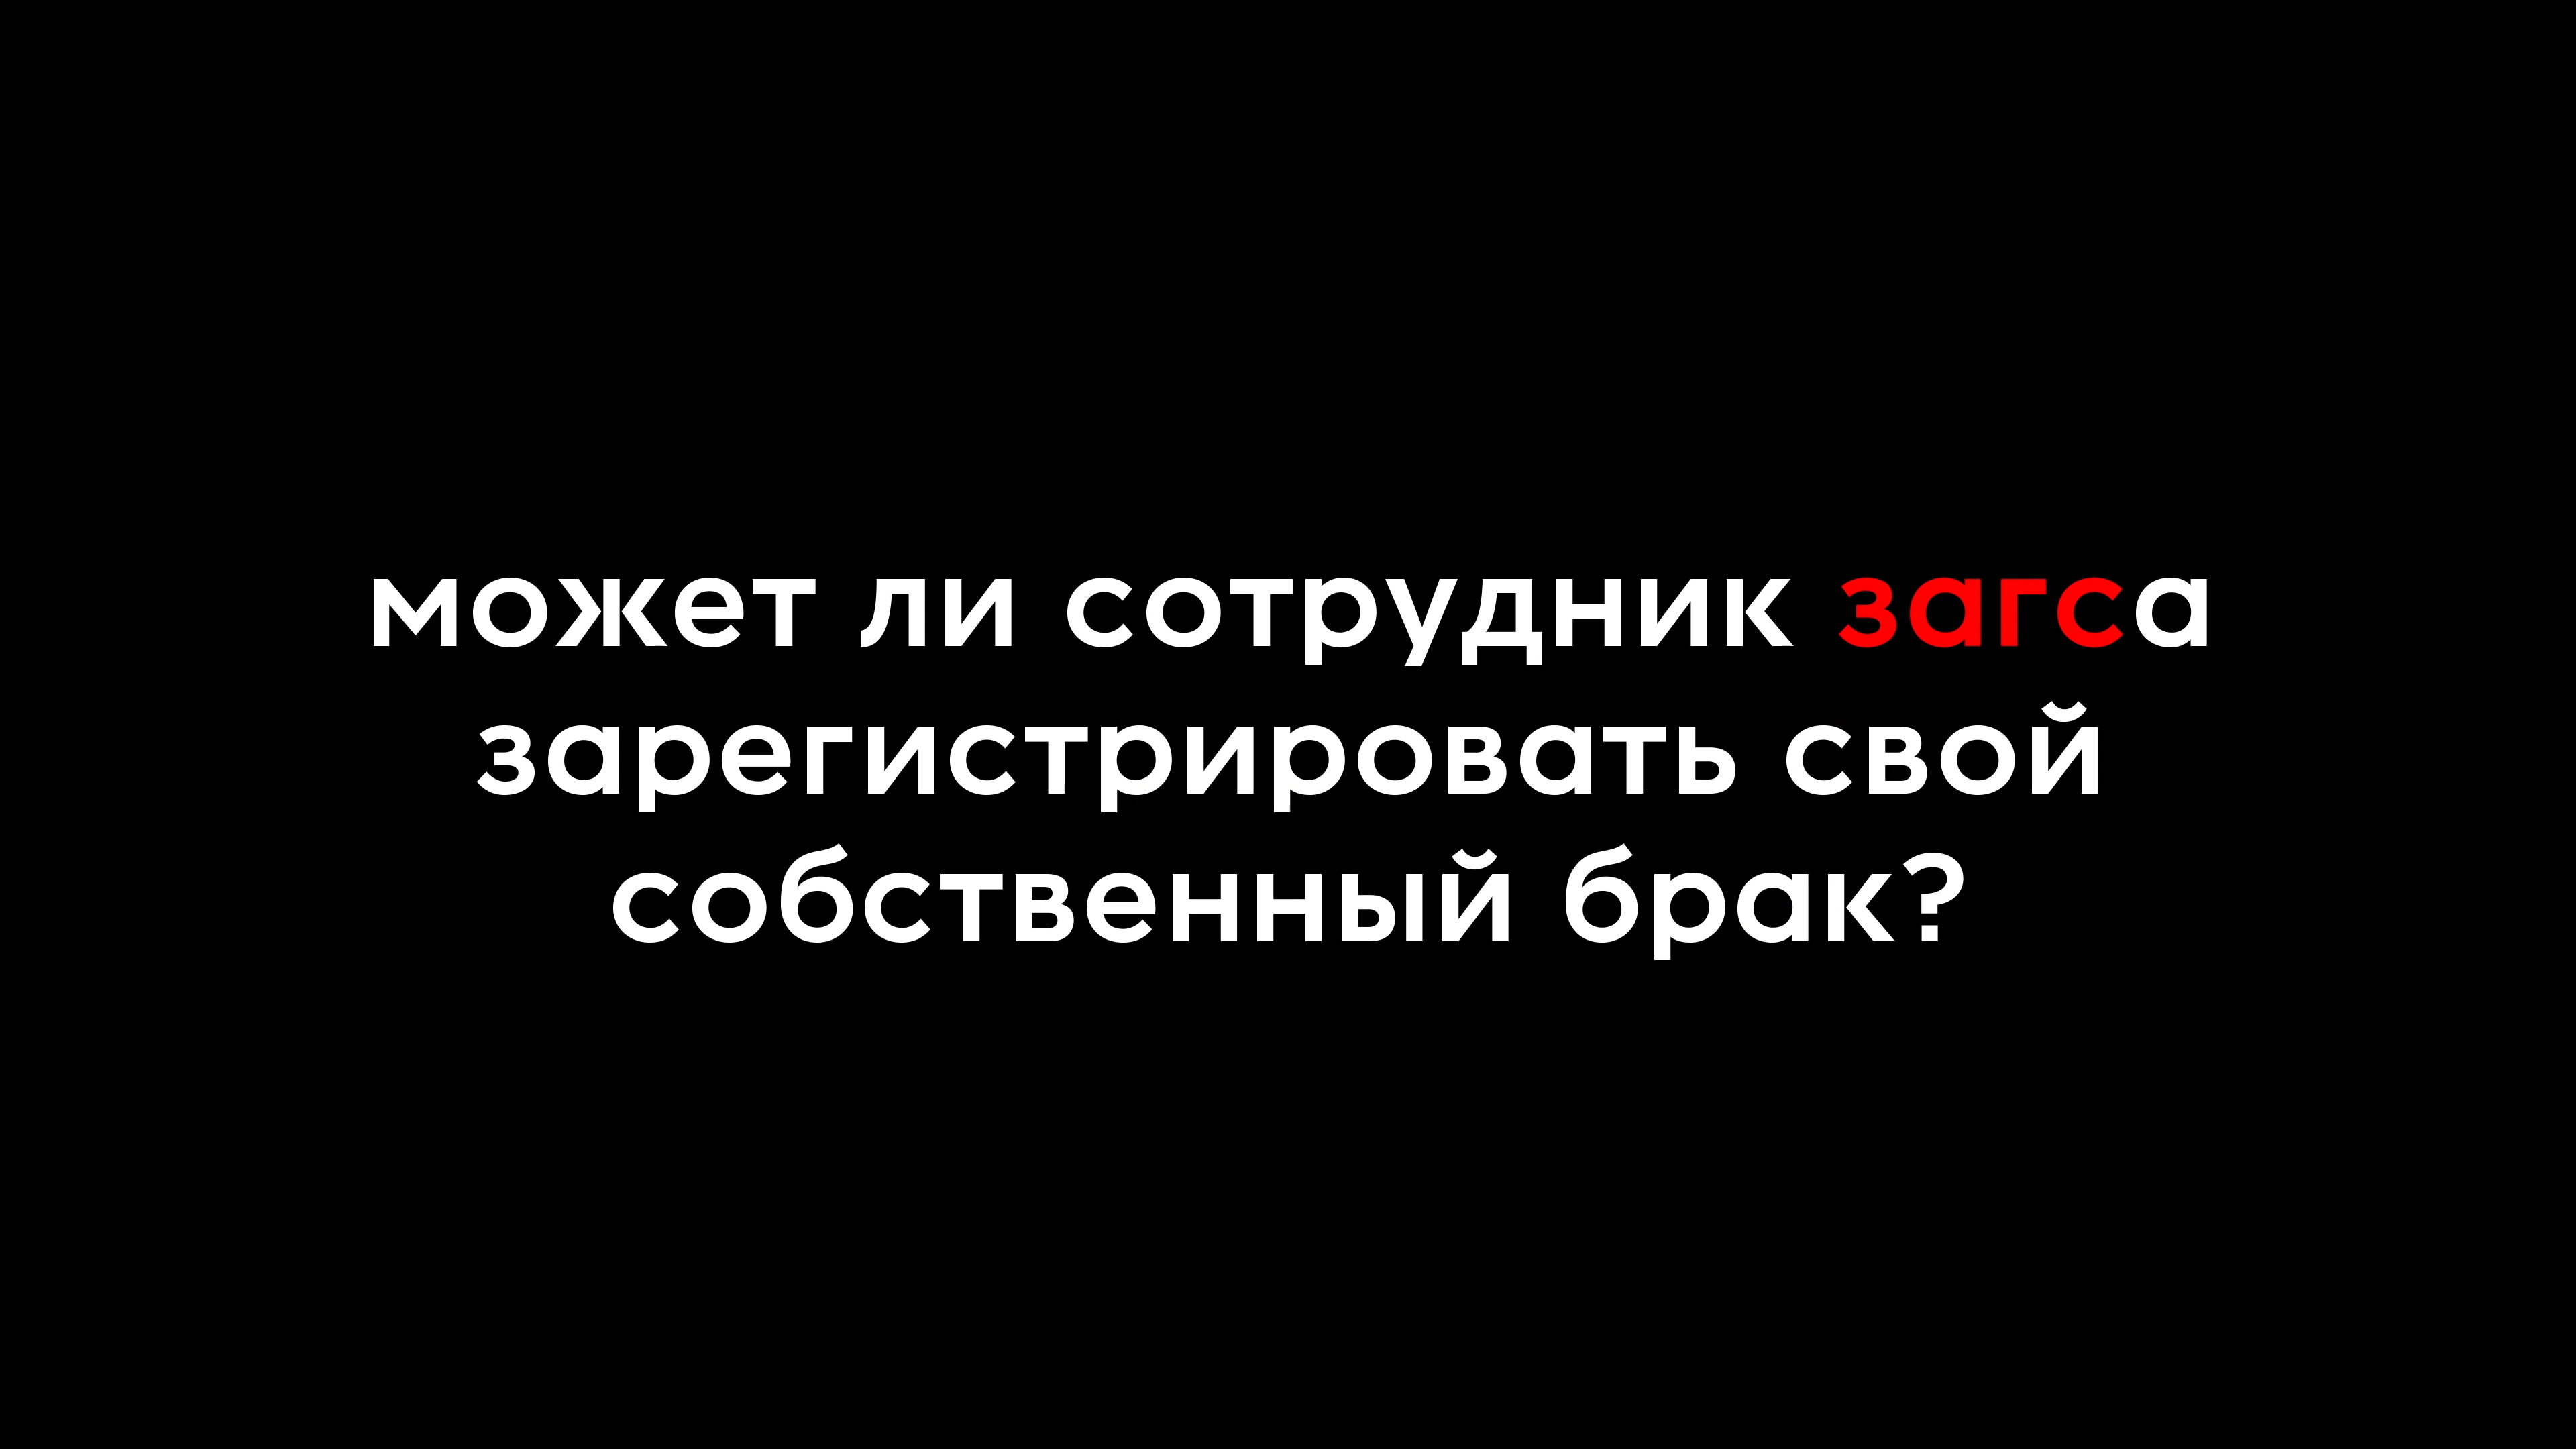 может ли сотрудник загса
зарегистрировать свой
собственный брак?